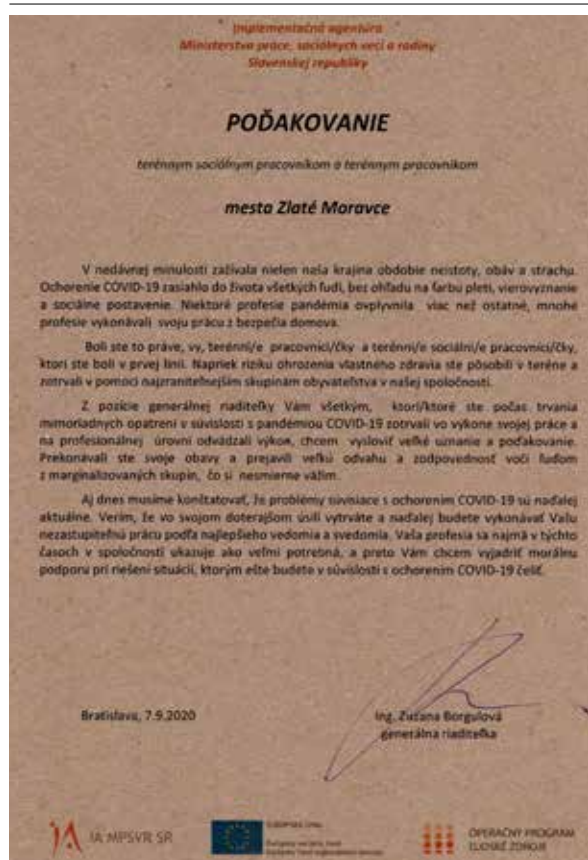 Implementačná agentúra
Ministerstva práce, sociálnych vecí a rodiny
Slovenskej republiky
POĎAKOVANIE
terénnym sociálnym pracovníkom a terénnym pracovníkom
mesta Zlaté Moravce
V nedávnej minulosti zažívala nielen naša krajina obdobie neistoty, obáv a strachu.
Ochorenie COVID-19 zasiahlo do života všetkých ľudí, bez ohľadu na farbu pleti, vierovyznanie
a sociálne postavenie. Niektoré profesie pandémia ovplyvnila viac než ostatné, mnohé
profesie vykonávali svoju prácu z bezpečia domova.
Boli ste to práve, vy, terénni/e pracovníci/čky a terénni/e sociálni/e pracovníci/čky,
ktorí ste boli v prvej línii. Napriek riziku ohrozenia vlastného zdravia ste pôsobili v teréne a
zotrvali v pomoci najzraniteľnejším skupinám obyvateľstva v našej spoločnosti.
Z pozície generálnej riaditeľky Vám všetkým, ktorí/ktoré ste počas trvania
mimoriadnych opatrení v súvislosti s pandémiou COVID-19 zotrvali vo výkone svojej práce a
na profesionálnej úrovni odvádzali výkon, chcem vysloviť veľké uznanie a poďakovanie.
Prekonávali ste svoje obavy a prejavili veľkú odvahu a zodpovednosť voči ľuďom
z marginalizovaných skupín, čo si nesmierne vážim.
Aj dnes musíme konštatovať, že problémy súvisiace s ochorením COVID-19 sú naďalej
aktuálne. Verím, že vo svojom doterajšom úsilí vytrváte a naďalej budete vykonávať Vašu
nezastupiteľnú prácu podľa najlepšieho vedomia a svedomia. Vaša profesia sa najmä v týchto
časoch v spoločnosti ukazuje ako veľmi potrebná, a preto Vám chcem vyjadriť morálnu
podporu pri riešení situácií, ktorým ešte budete v súvislosti s ochorením COVID-19 čeliť.
Bratislava, 7.9.2020
Ing. Zuzana Borgulová
generálna riaditeľka
IA MPSVR SR
EURÓPSKA ÚNIA
Európsky sociálny fond
Európsky fond regionálneho rozvoja
OPERAČNÝ PROGRAM
ĽUDSKÉ ZDROJE